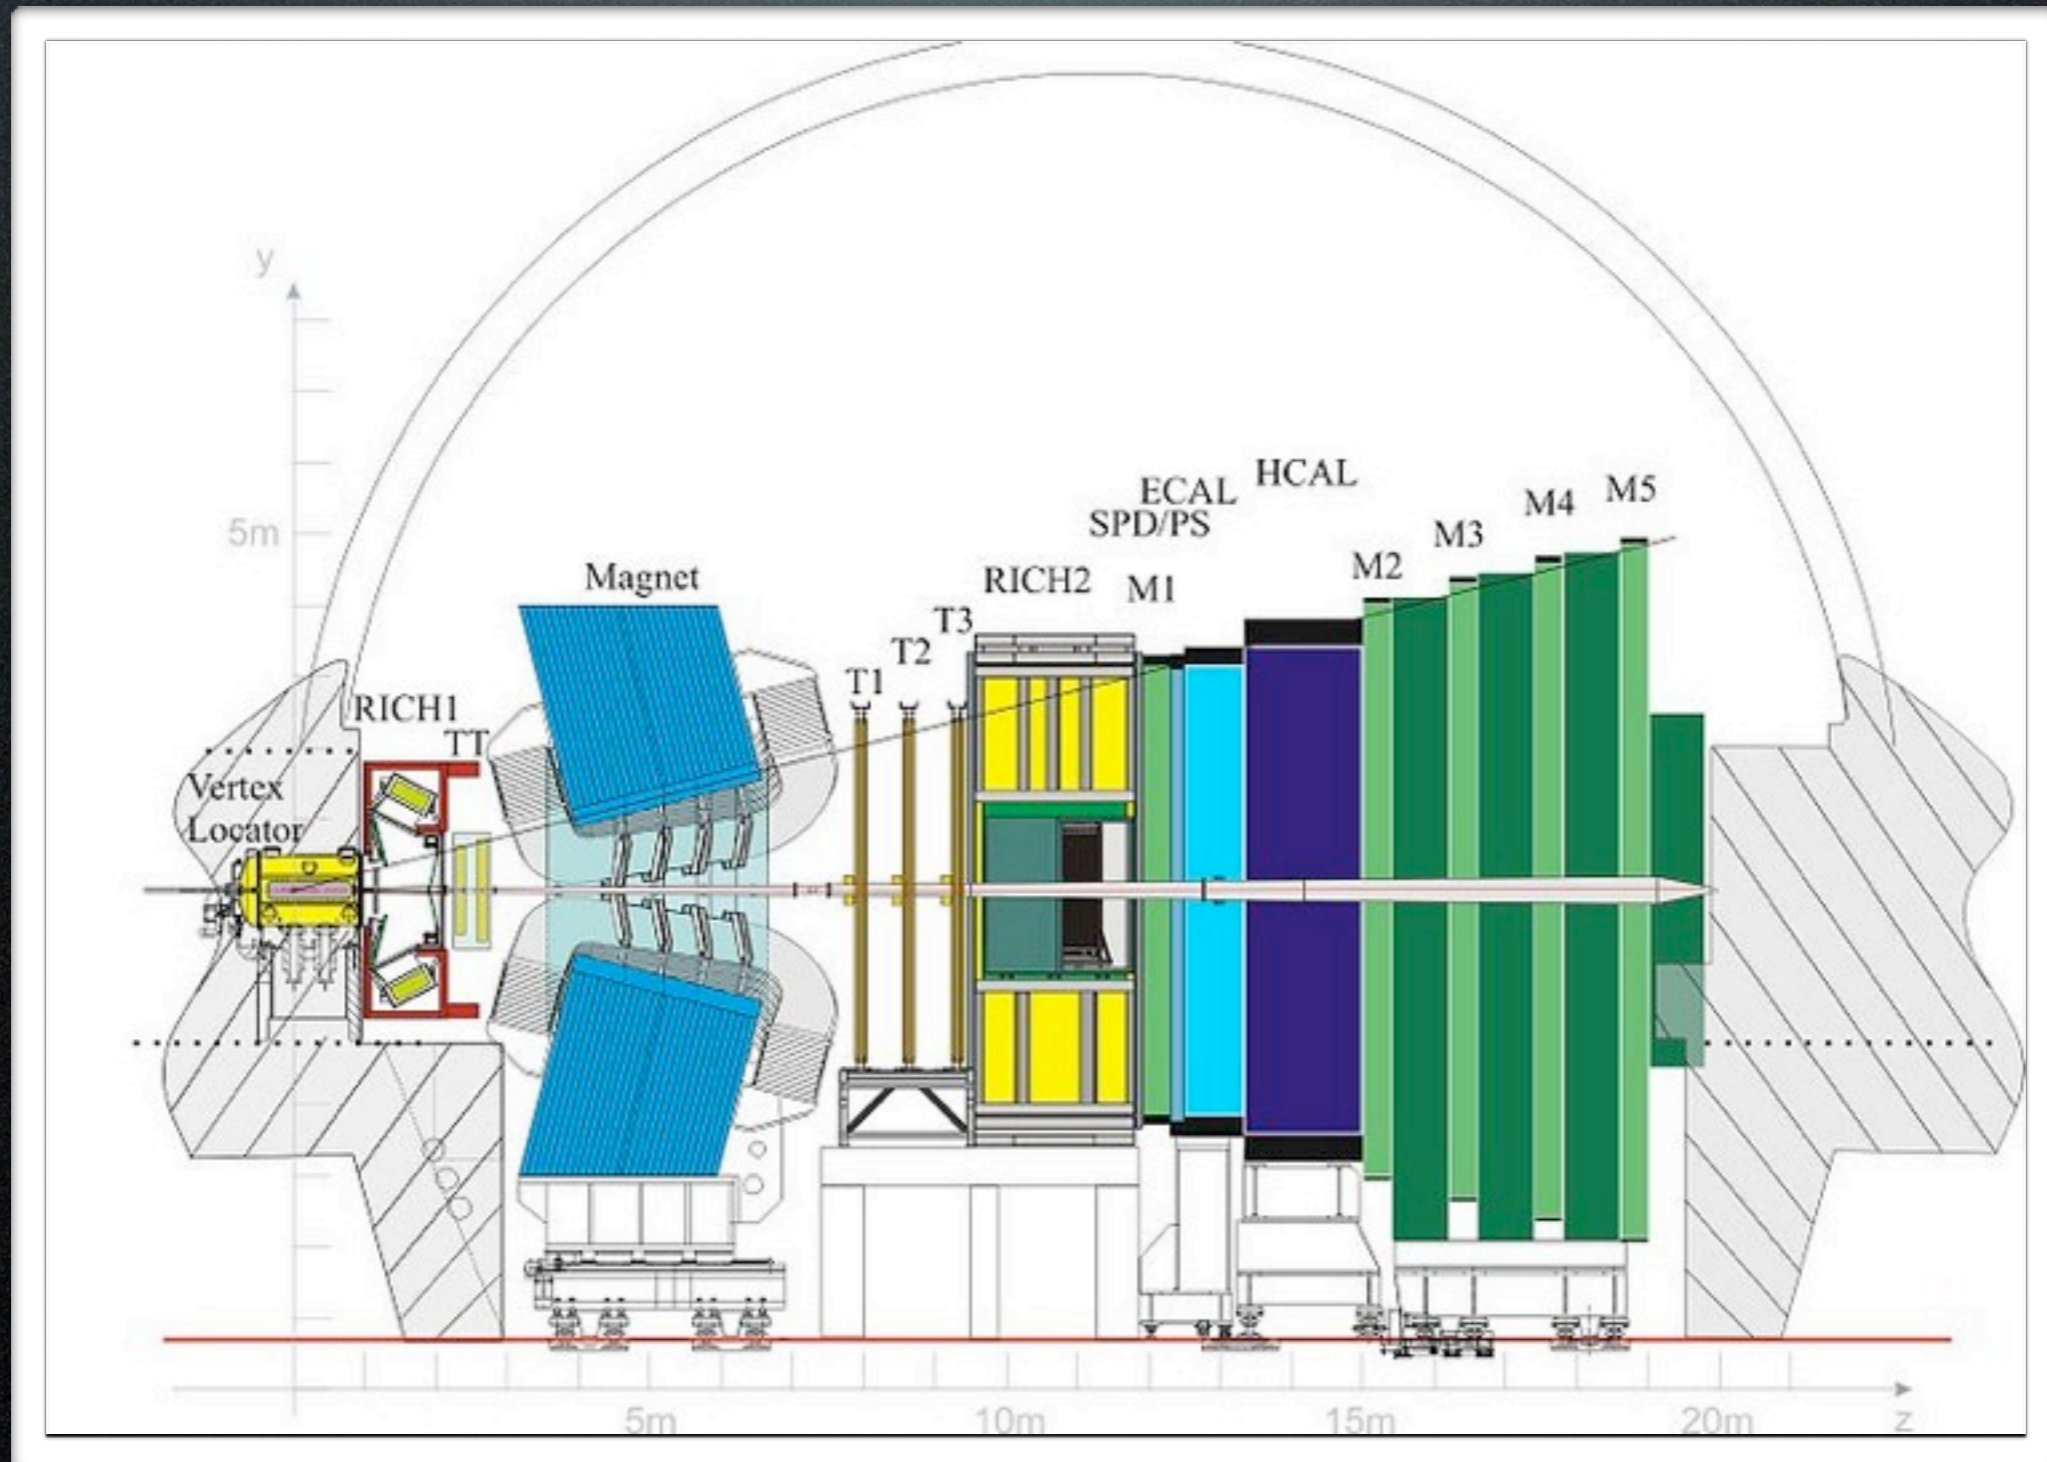 y
5m
HCAL
ECAL
SPD/PS
M5
M4
M3
M2
Magnet
RICH2
M1
T3
T2
T1
RICH1
TT
Vertex
Locator
5m
10m
15m
20m
z